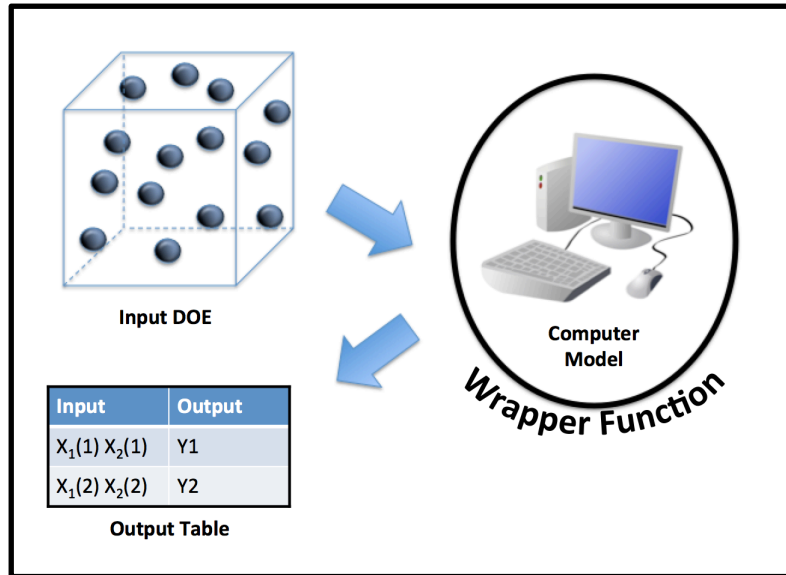 Input DOE
Computer
Model
Wrapper Function
Input Output
X₁(1) X₂(1) Y1
X₁(2) X₂(2) Y2
Output Table